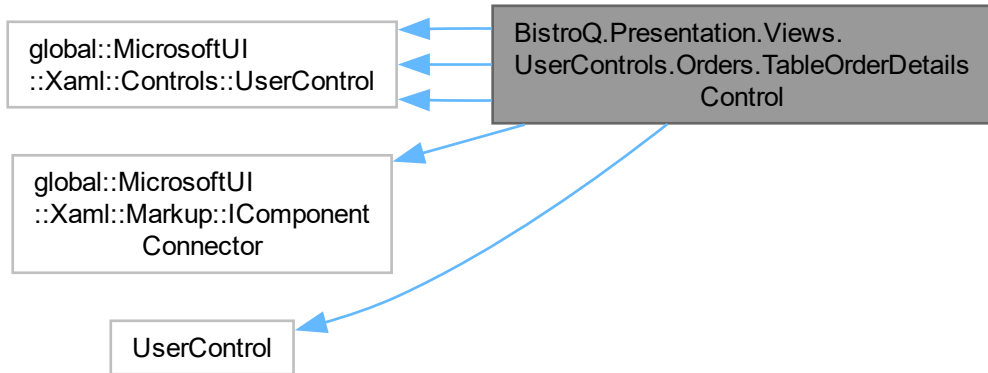 global::MicrosoftUI
::Xaml::Controls::UserControl
BistroQ.Presentation.Views.
UserControls.Orders.TableOrderDetails
Control
global::MicrosoftUI
::Xaml::Markup::IComponent
Connector
UserControl